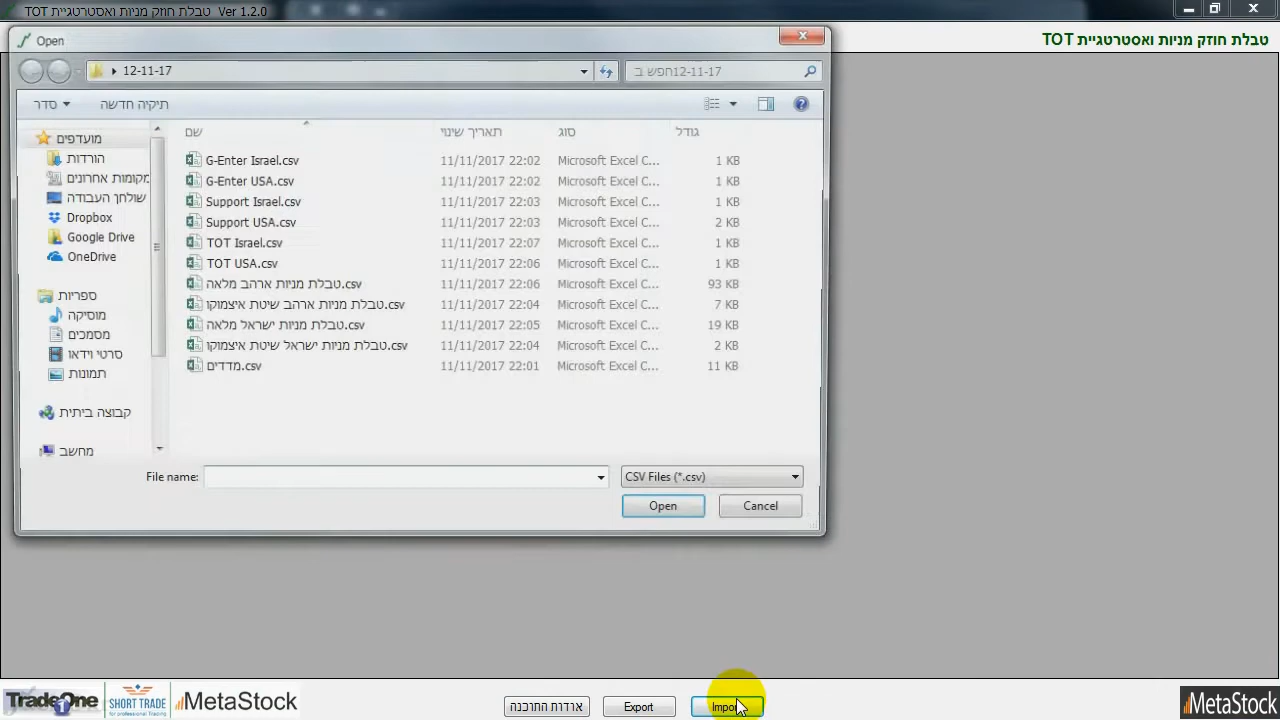 טבלת חוזק מניות ואסטרטגיית TOT Ver 1.2.0
טבלת חוזק מניות ואסטרטגיית TOT
Open
12-11-17
חפש ב12-11-17
סדר
תיקיה חדשה
שם
תאריך שינוי
סוג
גודל
מועדפים
הורדות
מקומות אחרונים
שולחן העבודה
Dropbox
Google Drive
OneDrive
ספריות
מוסיקה
מסמכים
סרטי וידאו
תמונות
קבוצה ביתית
מחשב
G-Enter Israel.csv 11/11/2017 22:02 Microsoft Excel C... 1 KB
G-Enter USA.csv 11/11/2017 22:02 Microsoft Excel C... 1 KB
Support Israel.csv 11/11/2017 22:03 Microsoft Excel C... 1 KB
Support USA.csv 11/11/2017 22:03 Microsoft Excel C... 2 KB
TOT Israel.csv 11/11/2017 22:07 Microsoft Excel C... 1 KB
TOT USA.csv 11/11/2017 22:06 Microsoft Excel C... 1 KB
טבלת מניות ארהב מלאה.csv 11/11/2017 22:06 Microsoft Excel C... 93 KB
טבלת מניות ארהב שיטת איצמוקו.csv 11/11/2017 22:04 Microsoft Excel C... 7 KB
טבלת מניות ישראל מלאה.csv 11/11/2017 22:05 Microsoft Excel C... 19 KB
טבלת מניות ישראל שיטת איצמוקו.csv 11/11/2017 22:04 Microsoft Excel C... 2 KB
מדדים.csv 11/11/2017 22:01 Microsoft Excel C... 11 KB
File name:
CSV Files (*.csv)
Open
Cancel
TradeOne
SHORT TRADE
for professional Trading
MetaStock
אודות התוכנה
Export
Import
MetaStock